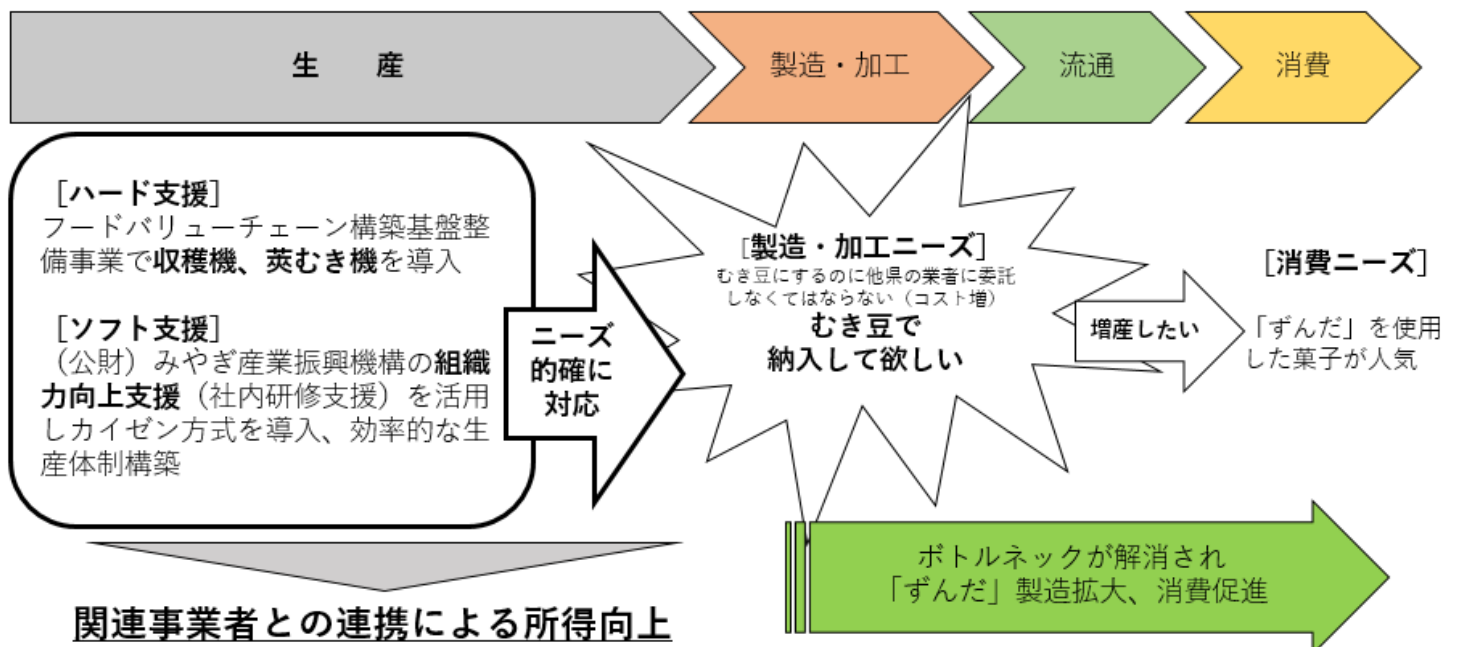 生　産
製造・加工
流通
消費
［ハード支援］
フードバリューチェーン構築基盤整
備事業で収穫機、莢むき機を導入
［ソフト支援］
（公財）みやぎ産業振興機構の組織
力向上支援（社内研修支援）を活用
しカイゼン方式を導入、効率的な生
産体制構築
ニーズ
的確に
対応
［製造・加工ニーズ］
むき豆にするのに他県の業者に委託
しなくてはならない（コスト増）
むき豆で
納入して欲しい
増産したい
［消費ニーズ］
「ずんだ」を使用
した菓子が人気
ボトルネックが解消され
「ずんだ」製造拡大、消費促進
関連事業者との連携による所得向上